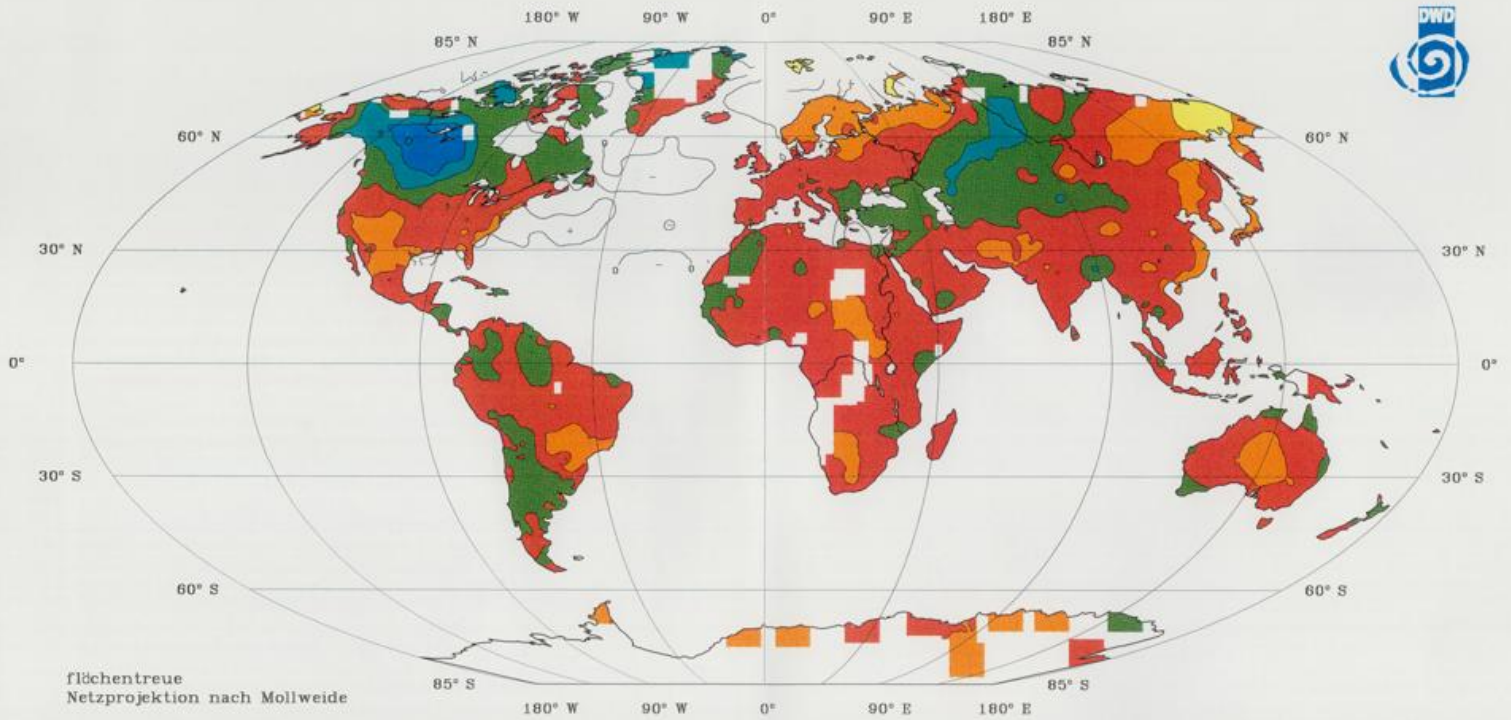 180° W 90° W 0° 90° E 180° E
DWD
85° N 85° N
60° N 60° N
30° N 30° N
0° 0°
30° S 30° S
60° S 60° S
flächentreue
Netzprojektion nach Mollweide
85° S 85° S
180° W 90° W 0° 90° E 180° E